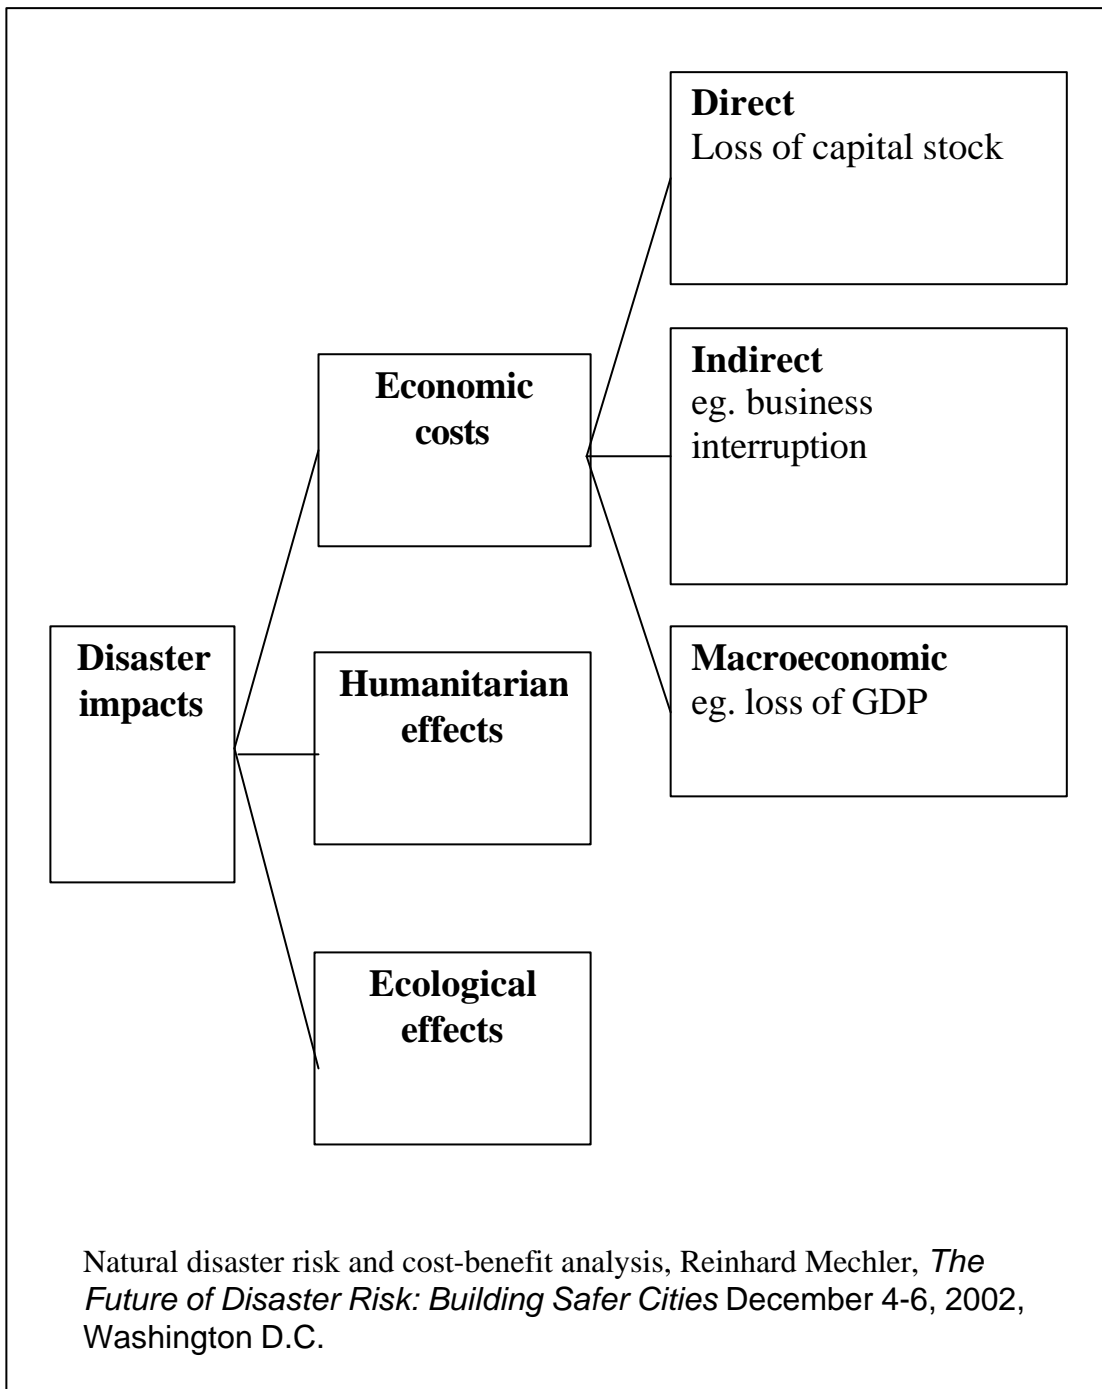 Direct
Loss of capital stock
Indirect
eg. business
interruption
Economic
costs
Macroeconomic
eg. loss of GDP
Disaster
impacts
Humanitarian
effects
Ecological
effects
Natural disaster risk and cost-benefit analysis, Reinhard Mechler, The
Future of Disaster Risk: Building Safer Cities December 4-6, 2002,
Washington D.C.